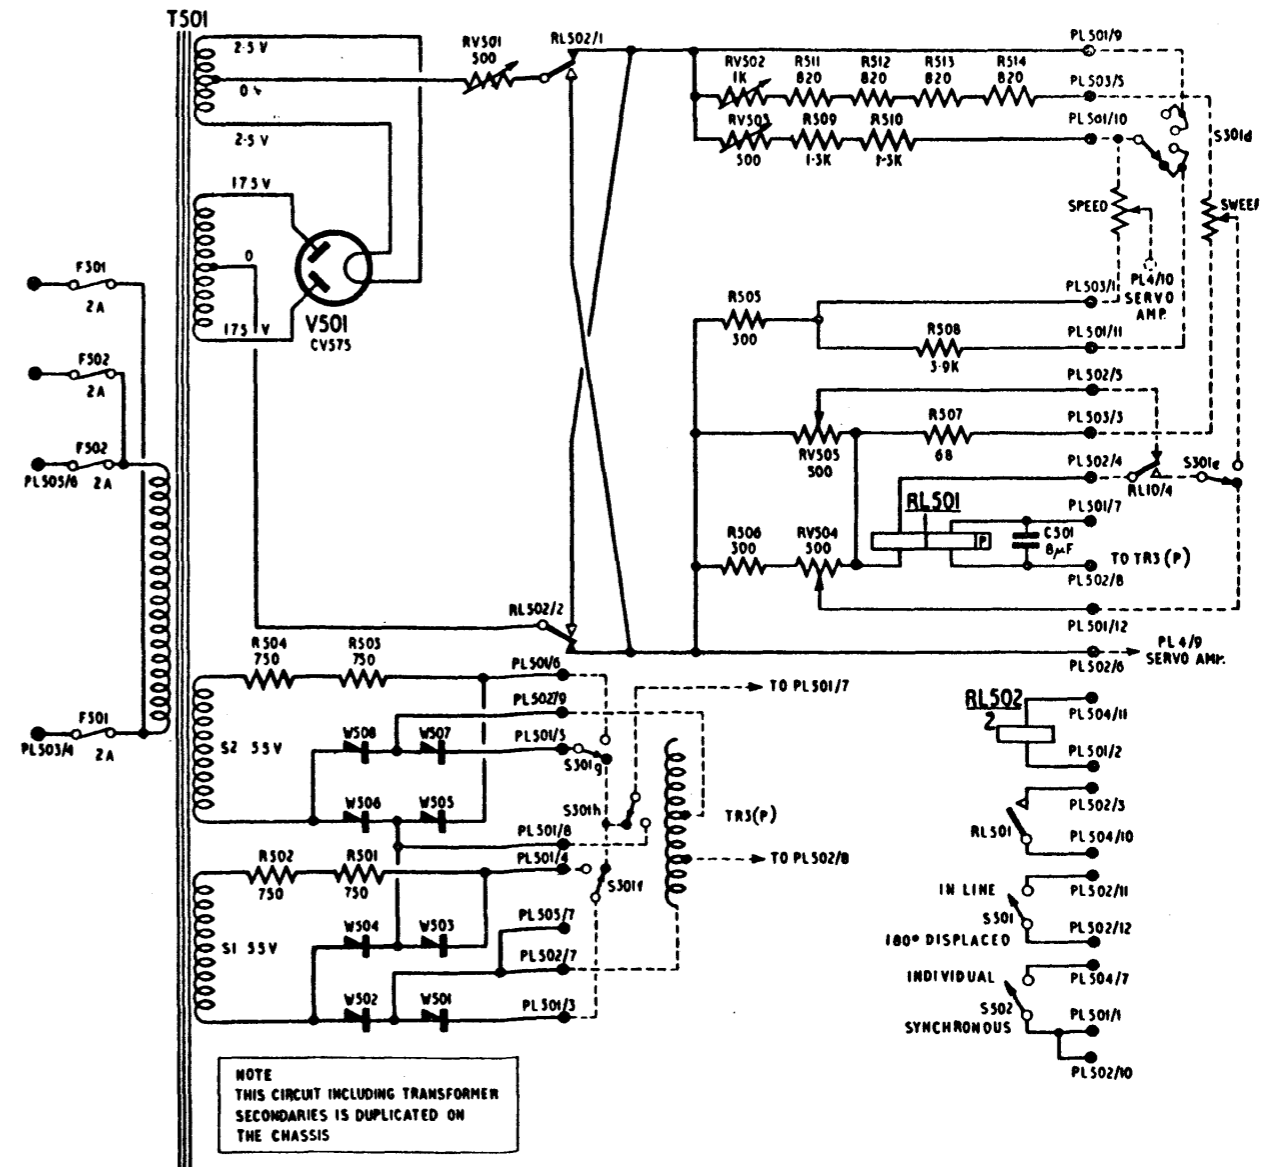 T501
2·5 V
0 V
2·5 V
175 V
0
175 V
V501
CV575
F301
2A
F502
2A
F502
PL505/6 2A
F501
PL503/4 2A
RV501
500
RL502/1
RL502/2
PL501/9
RV502
1K
R511
820
R512
820
R513
820
R514
820
PL503/5
RV503
500
R509
1·5K
R510
1·5K
PL501/10
S301d
SPEED
SWEEP
PL4/10
SERVO
AMP.
R505
300
PL503/1
R508
3·9K
PL501/11
PL502/5
RV505
500
R507
68
PL503/3
PL502/4
S301e
RL10/4
RL501
P
PL501/7
C501
8µF
TO TR3 (P)
R506
300
RV504
500
PL502/8
PL501/12
PL4/9
SERVO AMP.
PL502/6
R504
750
R503
750
PL501/6
TO PL501/7
PL502/9
S2 55V
W508
W507
PL501/5
S301g
W506
W505
S301h
TR3(P)
PL501/8
TO PL502/8
R502
750
R501
750
PL501/4
S301f
S1 55V
W504
W503
PL505/7
PL502/7
W502
W501
PL501/3
RL502
2
PL504/11
PL501/2
PL502/3
RL501
PL504/10
IN LINE
PL502/11
S501
180° DISPLACED
PL502/12
INDIVIDUAL
PL504/7
S502
SYNCHRONOUS
PL501/1
PL502/10
NOTE
THIS CIRCUIT INCLUDING TRANSFORMER
SECONDARIES IS DUPLICATED ON
THE CHASSIS